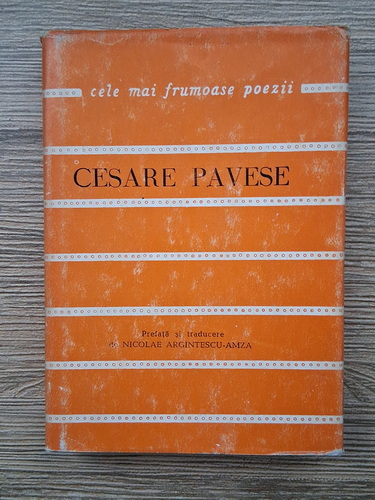 cele mai frumoase poezii
CESARE PAVESE
Prefață și traducere
de NICOLAE ARGINTESCU-AMZA